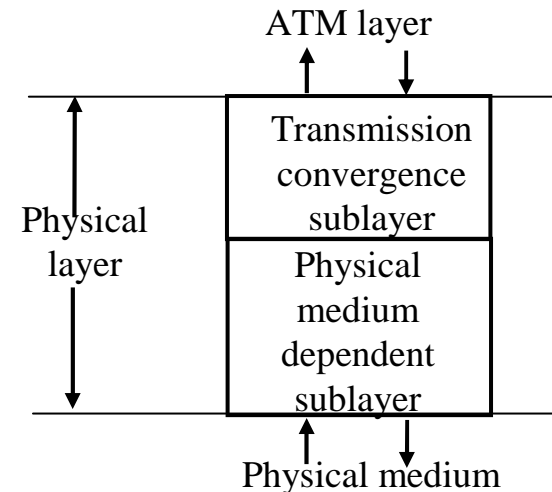 ATM layer
Transmission
convergence
sublayer
Physical
layer
Physical
medium
dependent
sublayer
Physical medium